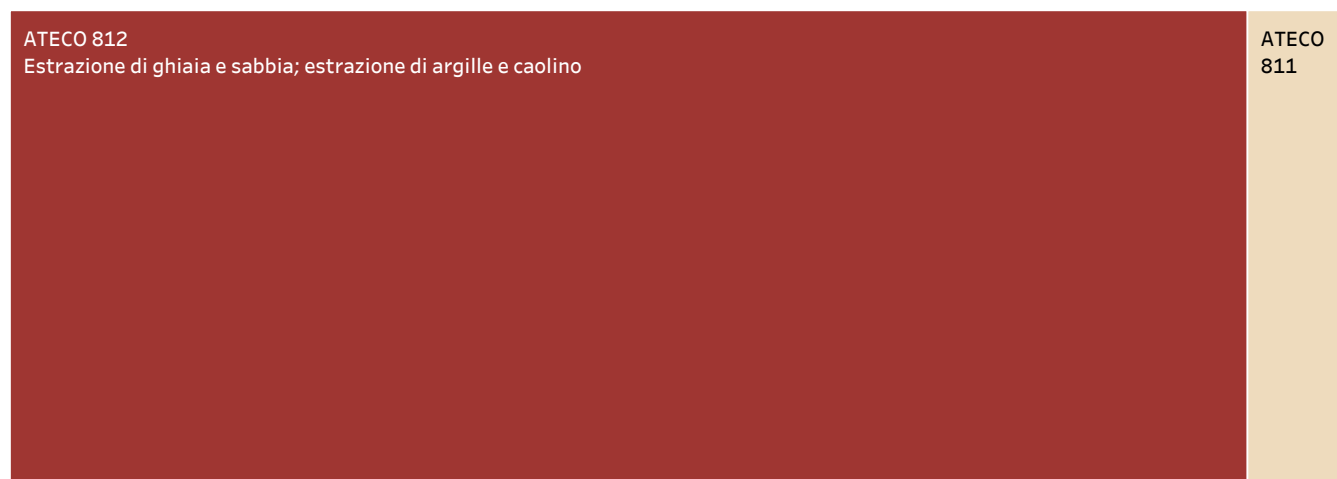 ATECO 812
Estrazione di ghiaia e sabbia; estrazione di argille e caolino
ATECO
811